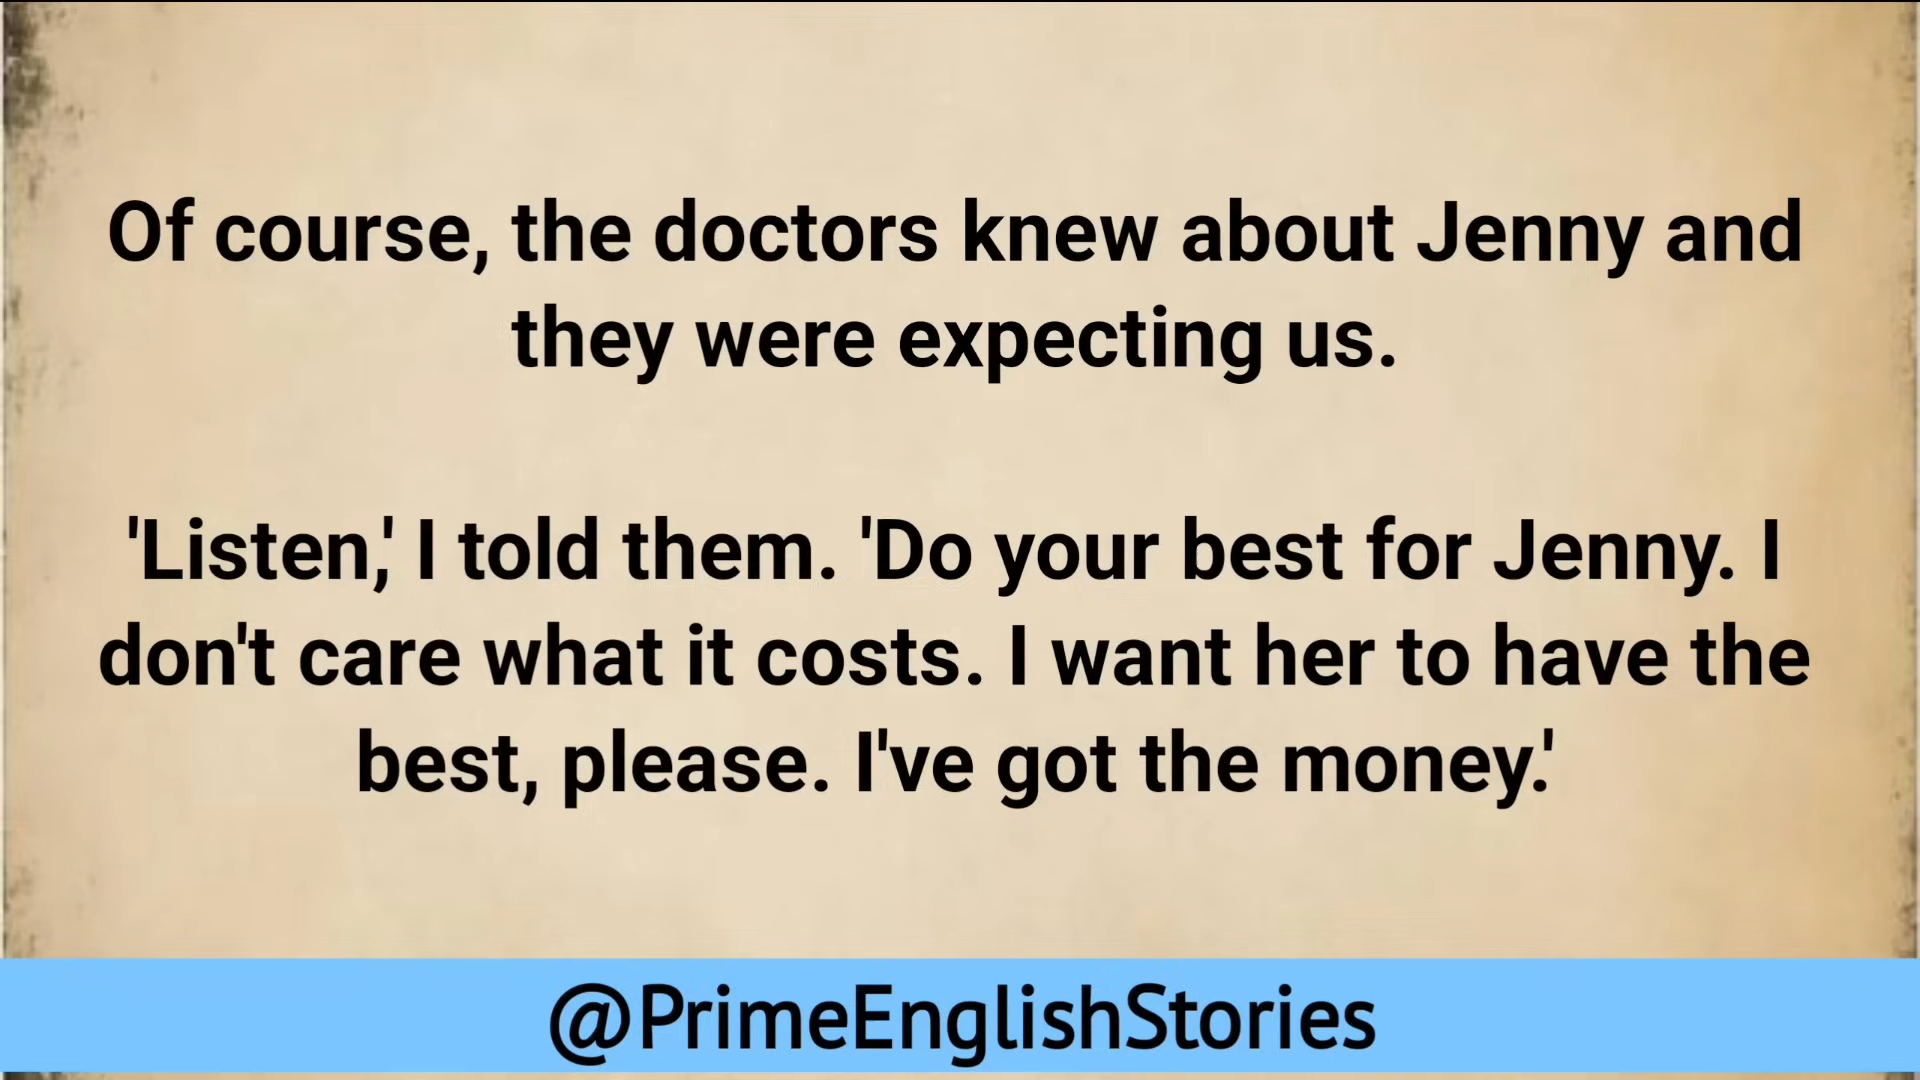 Of course, the doctors knew about Jenny and
they were expecting us.
'Listen,' I told them. 'Do your best for Jenny. I
don't care what it costs. I want her to have the
best, please. I've got the money.'
@PrimeEnglishStories